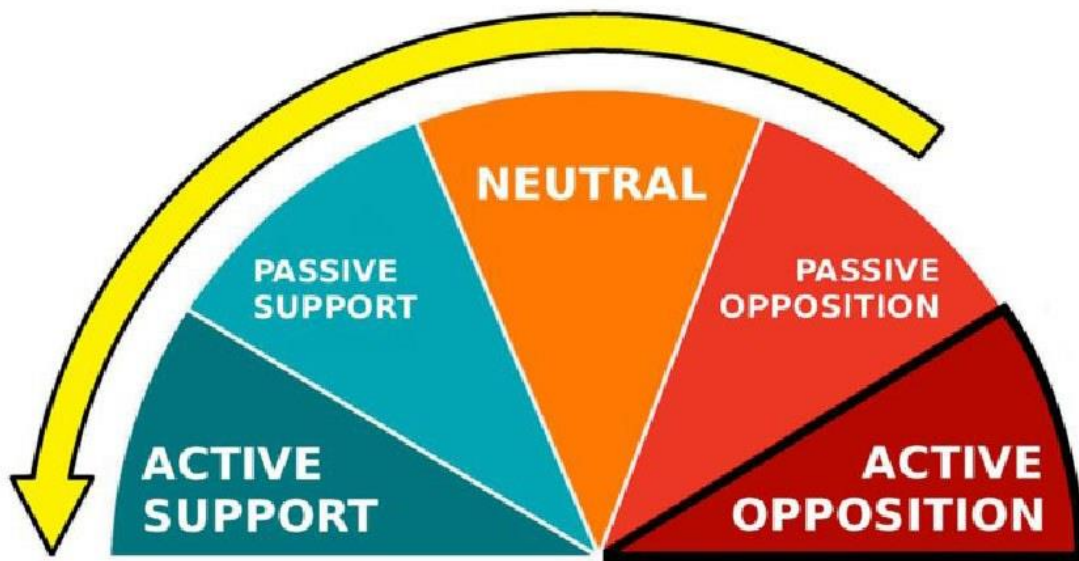 NEUTRAL
PASSIVE
SUPPORT
PASSIVE
OPPOSITION
ACTIVE
SUPPORT
ACTIVE
OPPOSITION